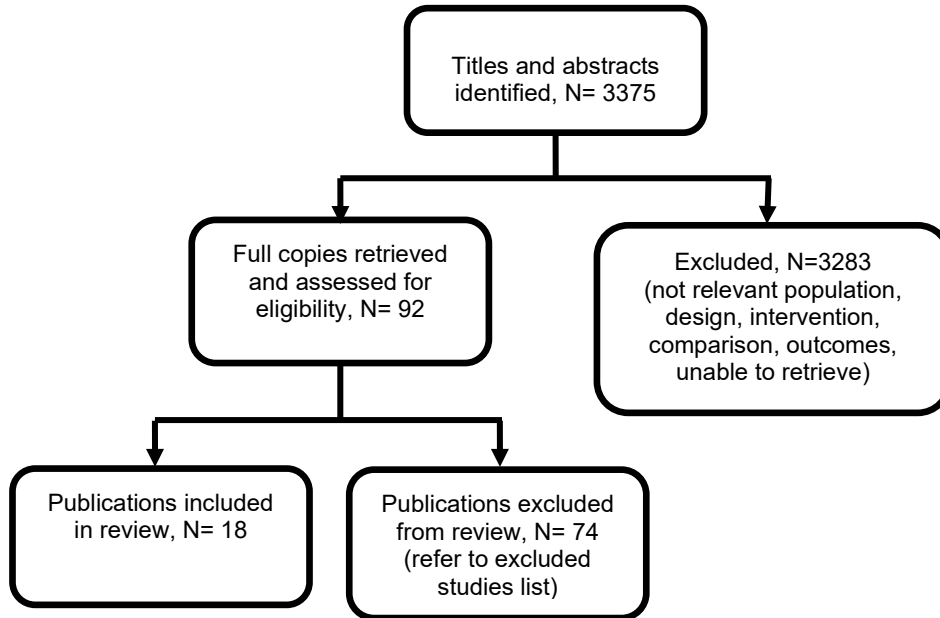 Titles and abstracts
identified, N= 3375
Full copies retrieved
and assessed for
eligibility, N= 92
Excluded, N=3283
(not relevant population,
design, intervention,
comparison, outcomes,
unable to retrieve)
Publications included
in review, N= 18
Publications excluded
from review, N= 74
(refer to excluded
studies list)